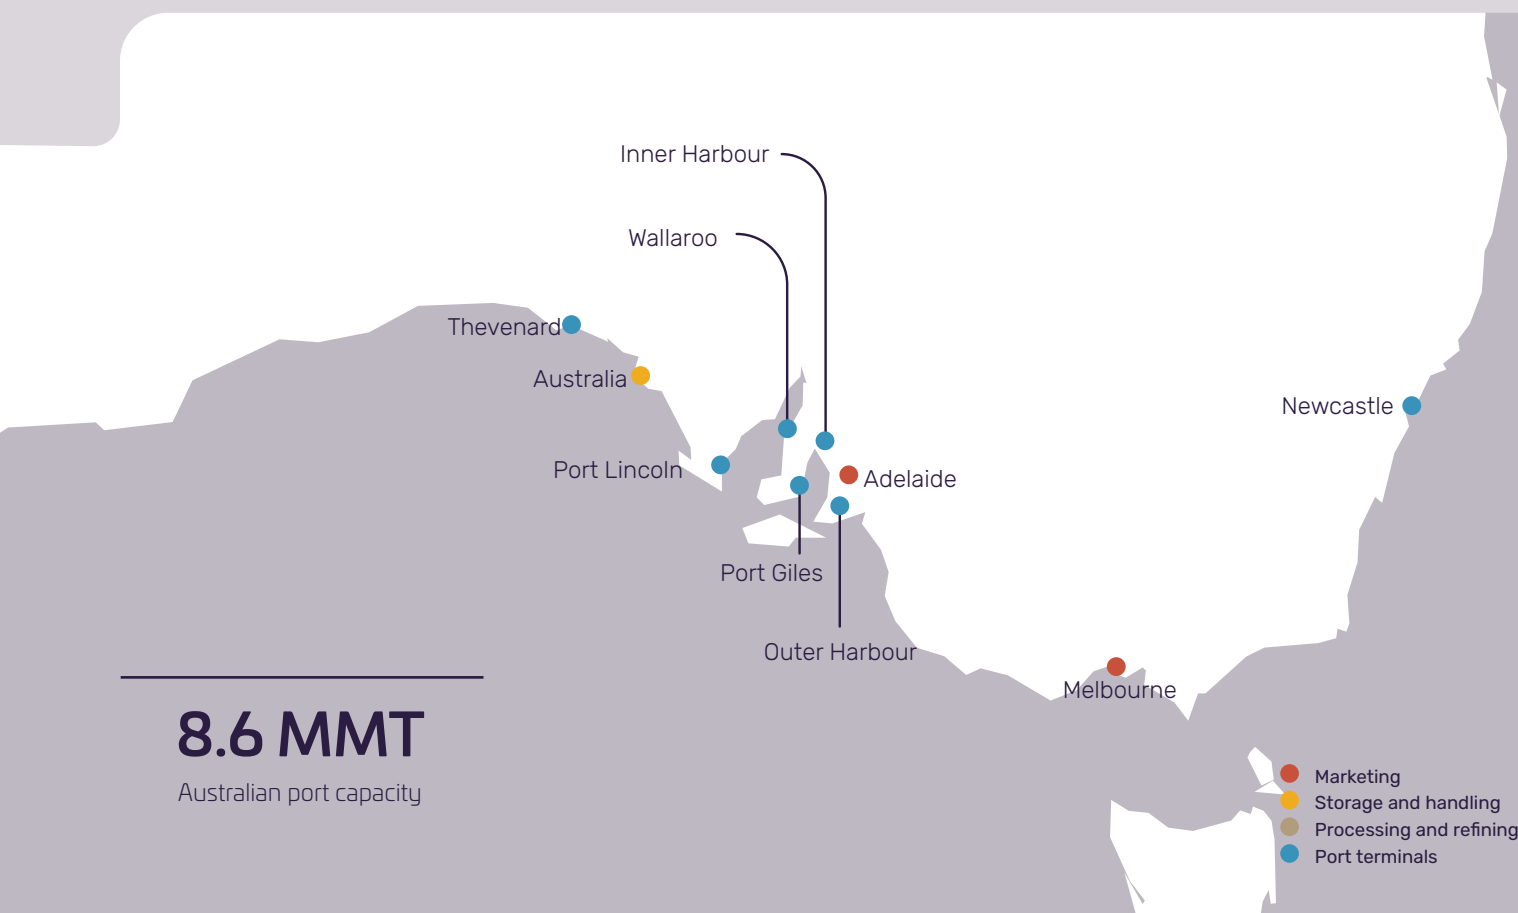 Inner Harbour
Wallaroo
Thevenard
Australia
Newcastle
Port Lincoln
Adelaide
Port Giles
Outer Harbour
Melbourne
8.6 MMT
Australian port capacity
Marketing
Storage and handling
Processing and refining
Port terminals